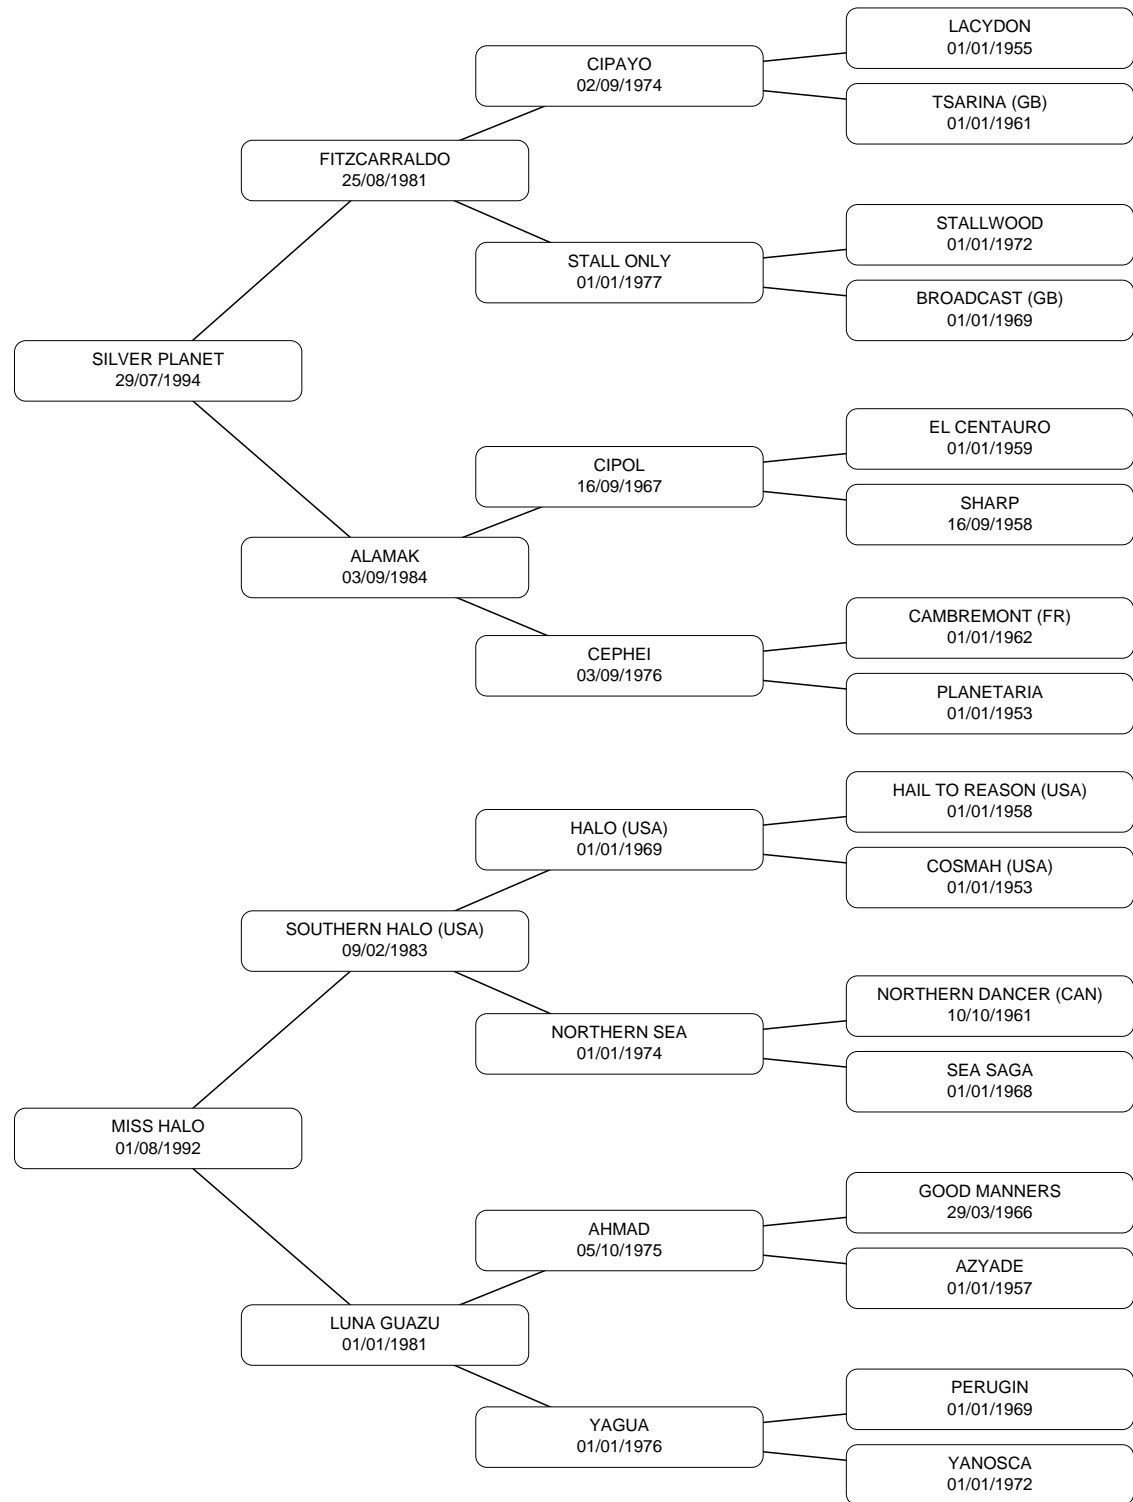 LACYDON
01/01/1955
CIPAYO
02/09/1974
TSARINA (GB)
01/01/1961
FITZCARRALDO
25/08/1981
STALLWOOD
01/01/1972
STALL ONLY
01/01/1977
BROADCAST (GB)
01/01/1969
SILVER PLANET
29/07/1994
EL CENTAURO
01/01/1959
CIPOL
16/09/1967
SHARP
16/09/1958
ALAMAK
03/09/1984
CAMBREMONT (FR)
01/01/1962
CEPHEI
03/09/1976
PLANETARIA
01/01/1953
HAIL TO REASON (USA)
01/01/1958
HALO (USA)
01/01/1969
COSMAH (USA)
01/01/1953
SOUTHERN HALO (USA)
09/02/1983
NORTHERN DANCER (CAN)
10/10/1961
NORTHERN SEA
01/01/1974
SEA SAGA
01/01/1968
MISS HALO
01/08/1992
GOOD MANNERS
29/03/1966
AHMAD
05/10/1975
AZYADE
01/01/1957
LUNA GUAZU
01/01/1981
PERUGIN
01/01/1969
YAGUA
01/01/1976
YANOSCA
01/01/1972